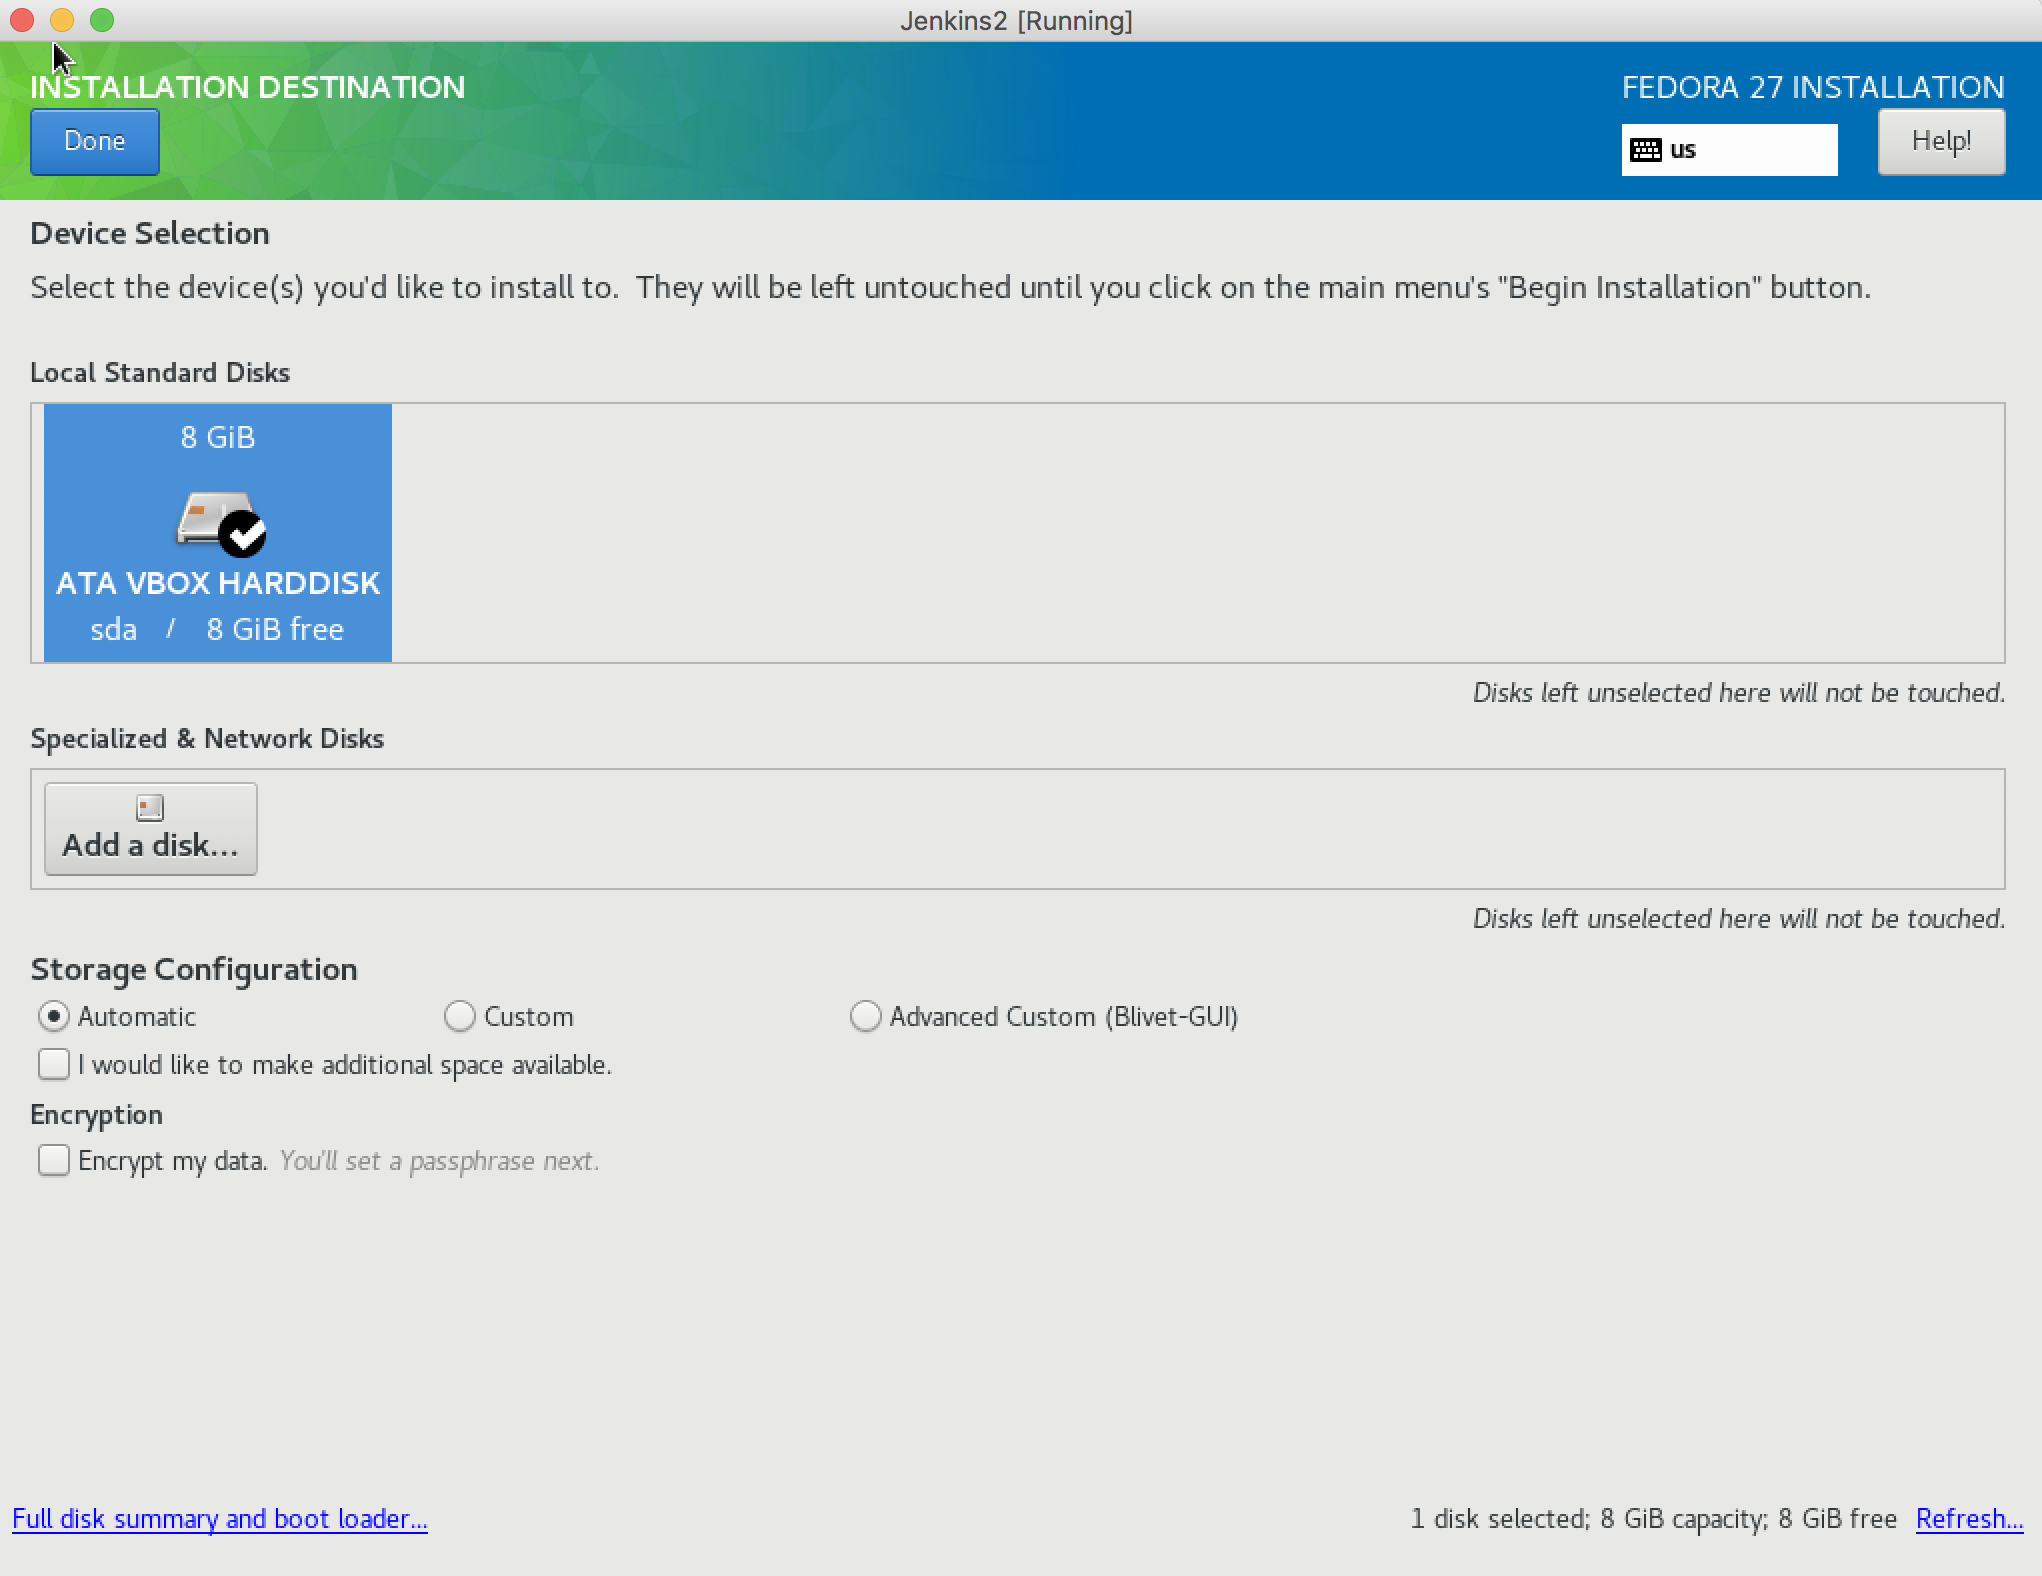 Jenkins2 [Running]
INSTALLATION DESTINATION
FEDORA 27 INSTALLATION
Done
us
Help!
Device Selection
Select the device(s) you'd like to install to.  They will be left untouched until you click on the main menu's "Begin Installation" button.
Local Standard Disks
8 GiB
ATA VBOX HARDDISK
sda / 8 GiB free
Disks left unselected here will not be touched.
Specialized & Network Disks
Add a disk...
Disks left unselected here will not be touched.
Storage Configuration
Automatic Custom Advanced Custom (Blivet-GUI)
I would like to make additional space available.
Encryption
Encrypt my data. You'll set a passphrase next.
Full disk summary and boot loader...
1 disk selected; 8 GiB capacity; 8 GiB free Refresh...